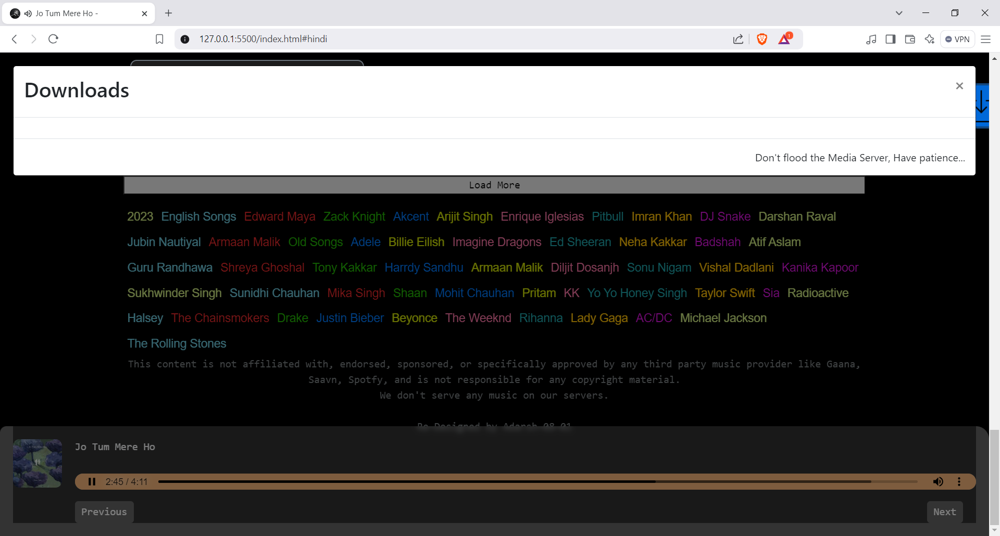 Jo Tum Mere Ho -
127.0.0.1:5500/index.html#hindi
1
VPN
Downloads
Don't flood the Media Server, Have patience...
Load More
2023 English Songs Edward Maya Zack Knight Akcent Arijit Singh Enrique Iglesias Pitbull Imran Khan DJ Snake Darshan Raval
Jubin Nautiyal Armaan Malik Old Songs Adele Billie Eilish Imagine Dragons Ed Sheeran Neha Kakkar Badshah Atif Aslam
Guru Randhawa Shreya Ghoshal Tony Kakkar Harrdy Sandhu Armaan Malik Diljit Dosanjh Sonu Nigam Vishal Dadlani Kanika Kapoor
Sukhwinder Singh Sunidhi Chauhan Mika Singh Shaan Mohit Chauhan Pritam KK Yo Yo Honey Singh Taylor Swift Sia Radioactive
Halsey The Chainsmokers Drake Justin Bieber Beyonce The Weeknd Rihanna Lady Gaga AC/DC Michael Jackson
The Rolling Stones
This content is not affiliated with, endorsed, sponsored, or specifically approved by any third party music provider like Gaana,
Saavn, Spotfy, and is not responsible for any copyright material.
We don't serve any music on our servers.
Re-Designed by Adarsh-08-01
Jo Tum Mere Ho
2:45 / 4:11
Previous
Next